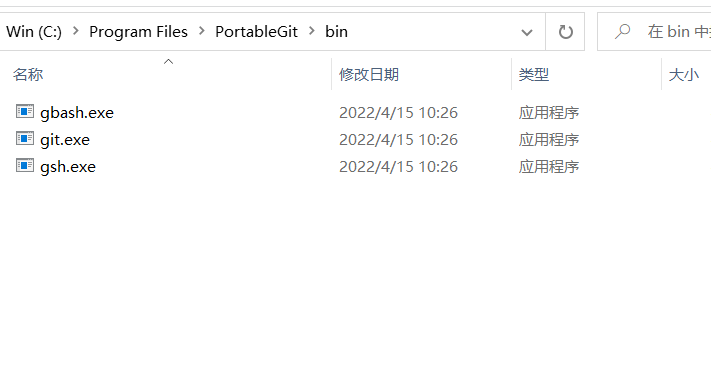 Win (C:) > Program Files > PortableGit > bin
在 bin 中
名称 修改日期 类型 大小
gbash.exe 2022/4/15 10:26 应用程序
git.exe 2022/4/15 10:26 应用程序
gsh.exe 2022/4/15 10:26 应用程序